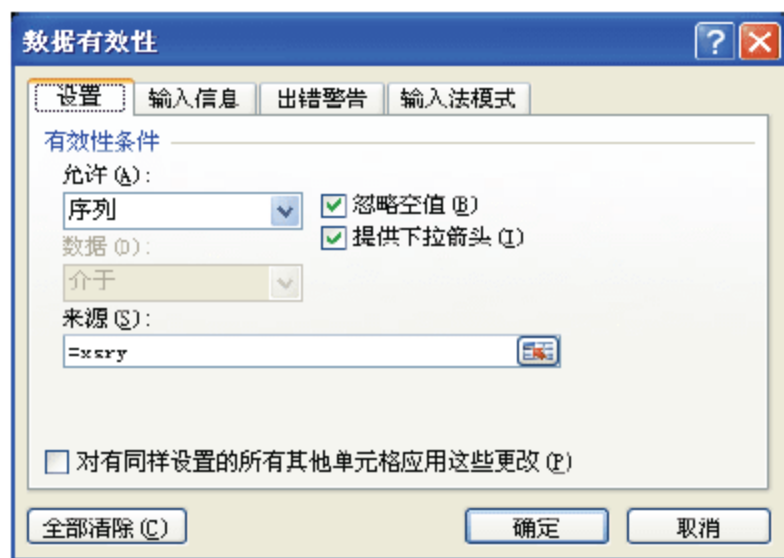 数据有效性
设置 输入信息 出错警告 输入法模式
有效性条件
允许(A):
序列 忽略空值(B)
数据(D): 提供下拉箭头(I)
介于
来源(S):
=xsry
对有同样设置的所有其他单元格应用这些更改(P)
全部清除(C) 确定 取消